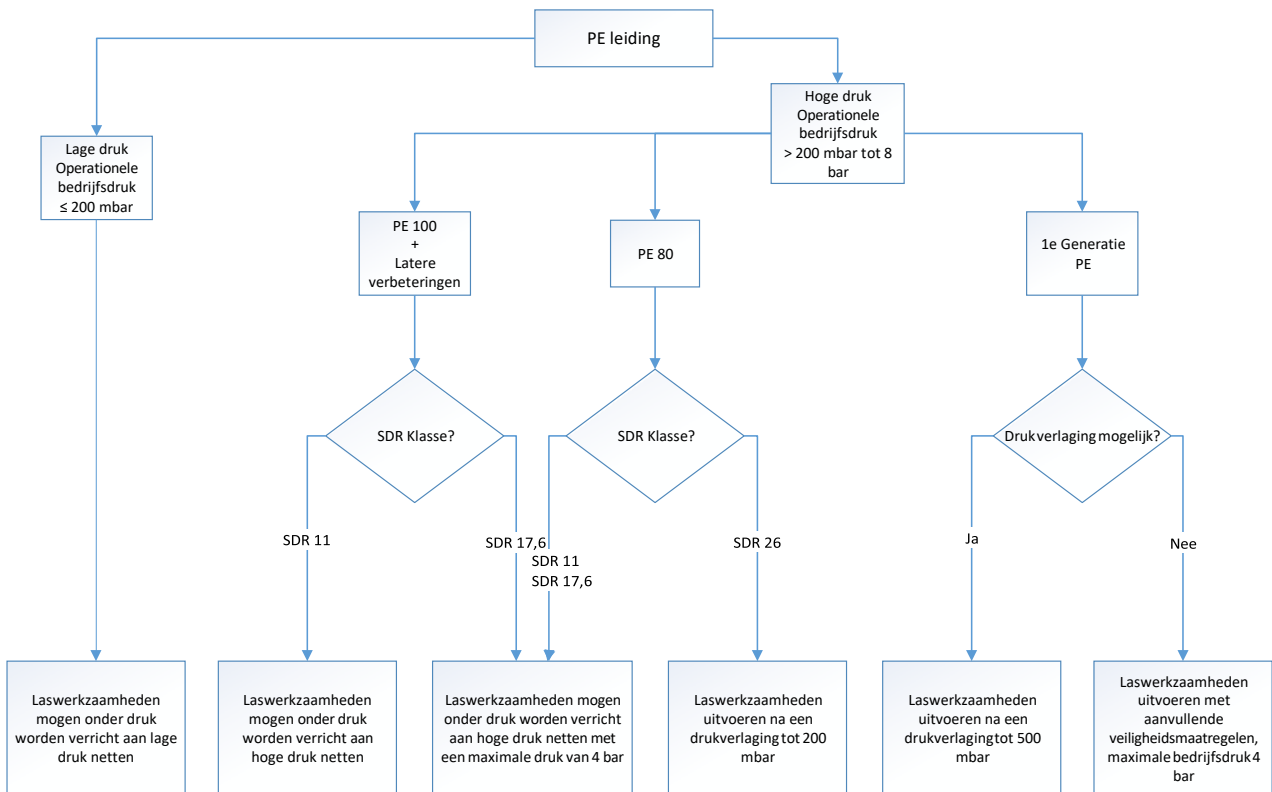 PE leiding
Hoge druk
Operationele
bedrijfsdruk
> 200 mbar tot 8
bar
Lage druk
Operationele
bedrijfsdruk
≤ 200 mbar
PE 100
+
Latere
verbeteringen
PE 80
1e Generatie
PE
SDR Klasse?
SDR Klasse?
Drukverlaging mogelijk?
SDR 11
SDR 17,6
SDR 11
SDR 17,6
SDR 26
Ja
Nee
Laswerkzaamheden
mogen onder druk
worden verricht aan lage
druk netten
Laswerkzaamheden
mogen onder druk
worden verricht aan
hoge druk netten
Laswerkzaamheden mogen
onder druk worden verricht
aan hoge druk netten met
een maximale druk van 4 bar
Laswerkzaamheden
uitvoeren na een
drukverlaging tot 200
mbar
Laswerkzaamheden
uitvoeren na een
drukverlaging tot 500
mbar
Laswerkzaamheden
uitvoeren met
aanvullende
veiligheidsmaatregelen,
maximale bedrijfsdruk 4
bar